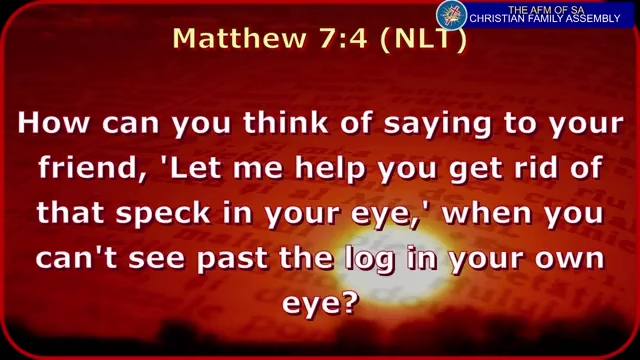 THE AFM OF SA
CHRISTIAN FAMILY ASSEMBLY
Matthew 7:4 (NLT)
How can you think of saying to your
friend, 'Let me help you get rid of
that speck in your eye,' when you
can't see past the log in your own
eye?